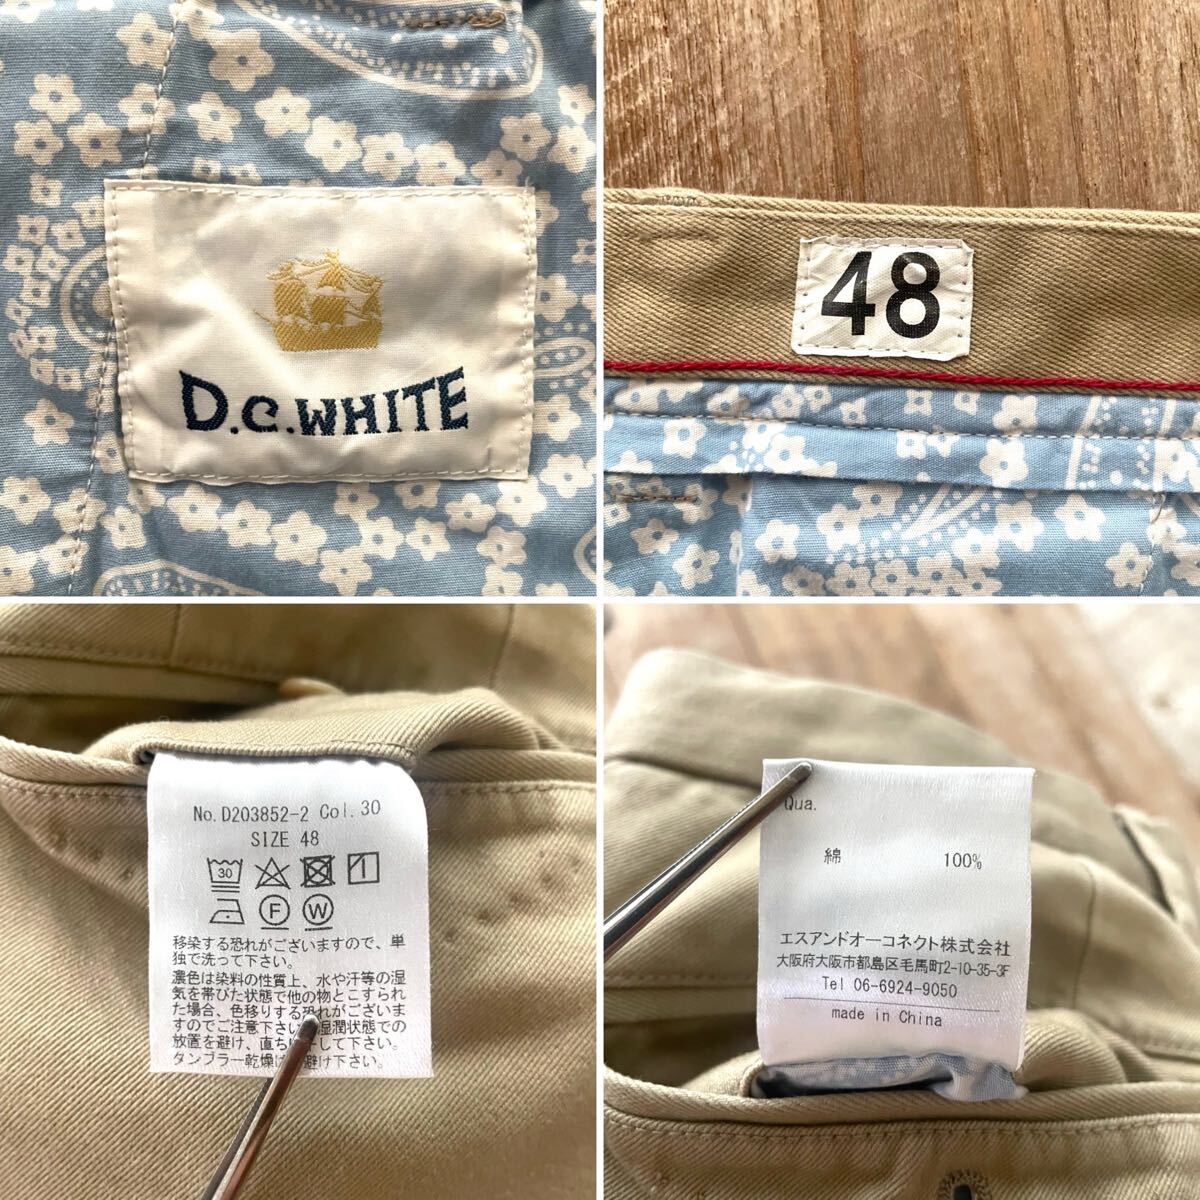 D.C.WHITE
48
No.D203852-2 Col.30
SIZE 48
30
F W
移染する恐れがございますので、単
独で洗って下さい。
濃色は染料の性質上、水や汗等の湿
気を帯びた状態で他の物とこすられ
た場合、色移りする恐れがございま
すのでご注意下さい 湿潤状態での
放置を避け、直ち 干して下さい。
タンブラー乾燥は 避け下さい。
Qua.
綿 100%
エスアンドオーコネクト株式会社
大阪府大阪市都島区毛馬町2-10-35-3F
Tel 06-6924-9050
made in China